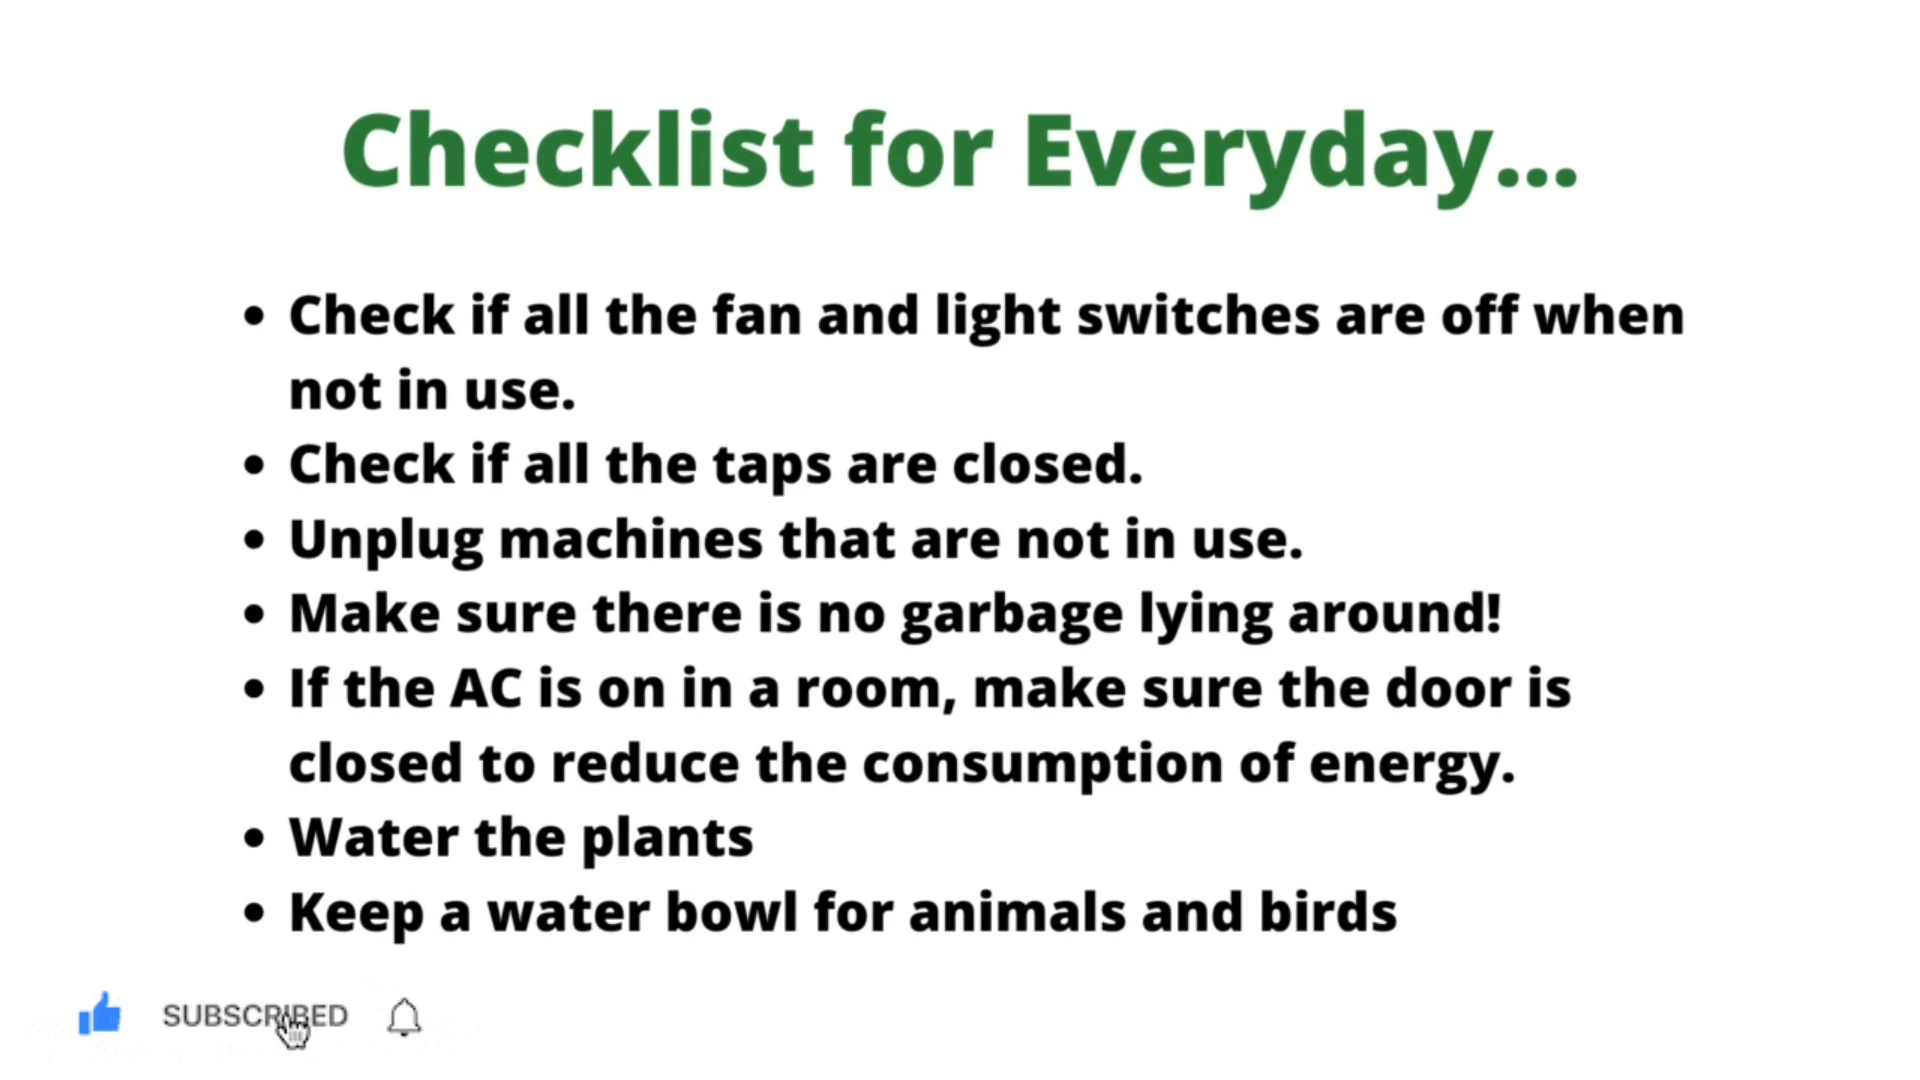 Checklist for Everyday...
• Check if all the fan and light switches are off when
not in use.
• Check if all the taps are closed.
• Unplug machines that are not in use.
• Make sure there is no garbage lying around!
• If the AC is on in a room, make sure the door is
closed to reduce the consumption of energy.
• Water the plants
• Keep a water bowl for animals and birds
SUBSCRIBED